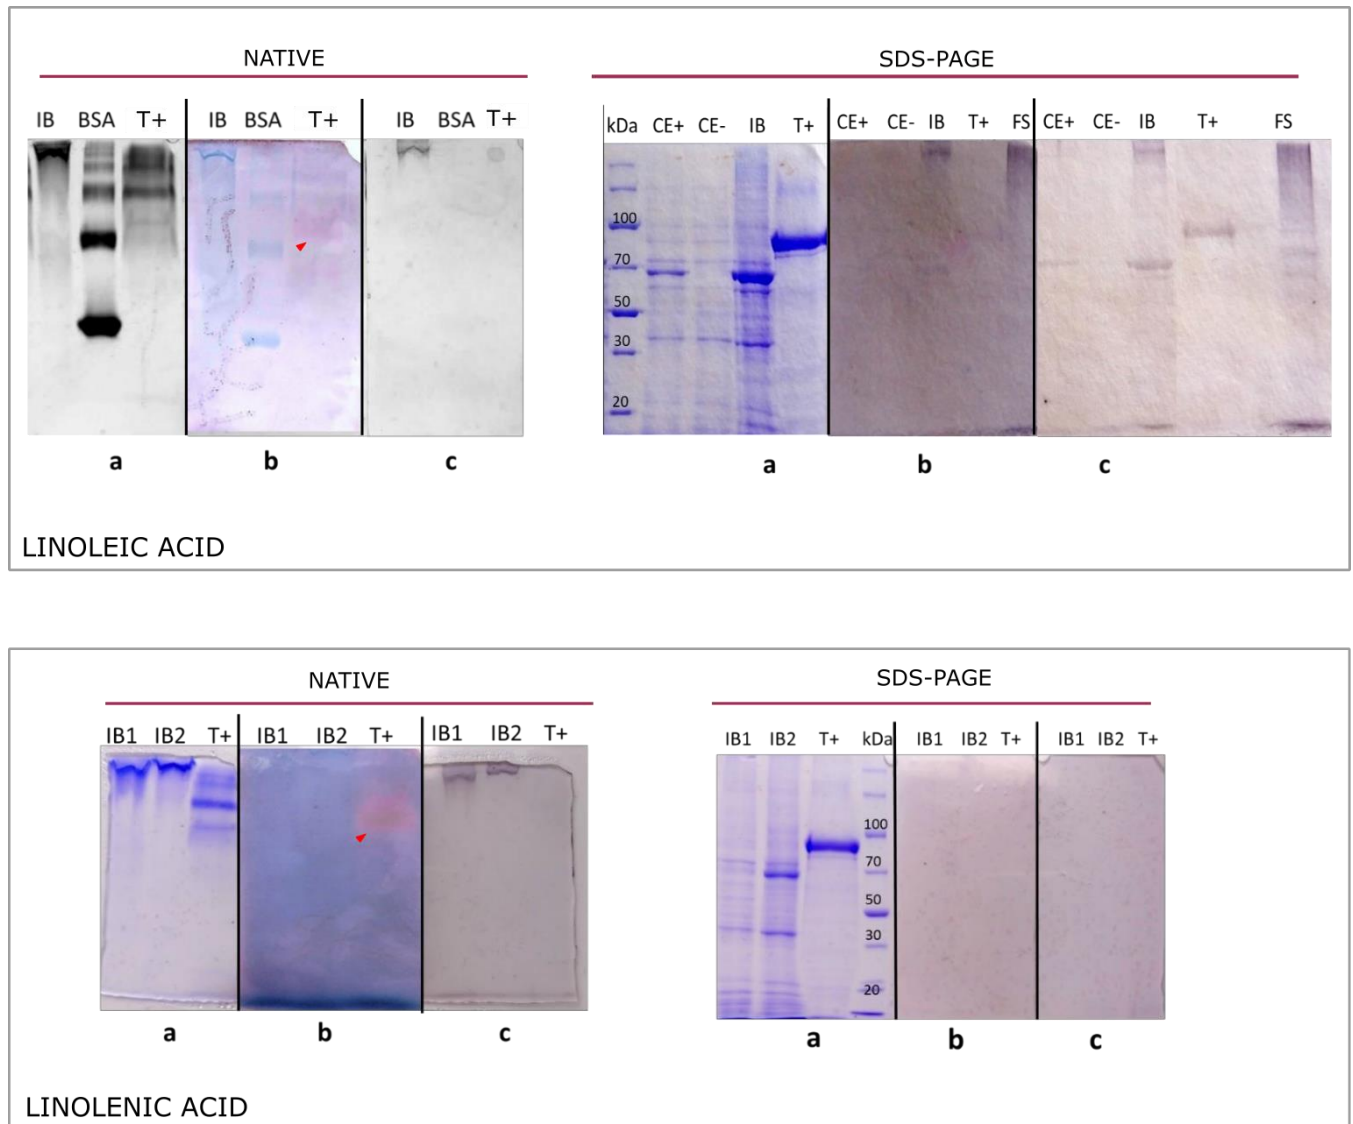 NATIVE
SDS-PAGE
IB BSA T+ IB BSA T+ IB BSA T+
kDa CE+ CE- IB T+ CE+ CE- IB T+ FS CE+ CE- IB T+ FS
100
70
50
30
20
a b c
a b c
LINOLEIC ACID
NATIVE
SDS-PAGE
IB1 IB2 T+ IB1 IB2 T+ IB1 IB2 T+
IB1 IB2 T+ kDa IB1 IB2 T+ IB1 IB2 T+
100
70
50
30
20
a b c
a b c
LINOLENIC ACID